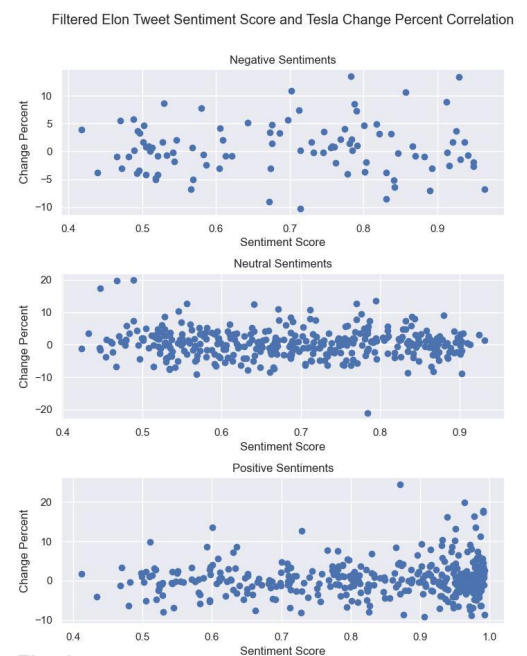 Filtered Elon Tweet Sentiment Score and Tesla Change Percent Correlation
Negative Sentiments
Change Percent
10
5
0
−5
−10
0.4 0.5 0.6 0.7 0.8 0.9
Sentiment Score
Neutral Sentiments
Change Percent
20
10
0
−10
−20
0.4 0.5 0.6 0.7 0.8 0.9
Sentiment Score
Positive Sentiments
Change Percent
20
10
0
−10
0.4 0.5 0.6 0.7 0.8 0.9 1.0
Sentiment Score